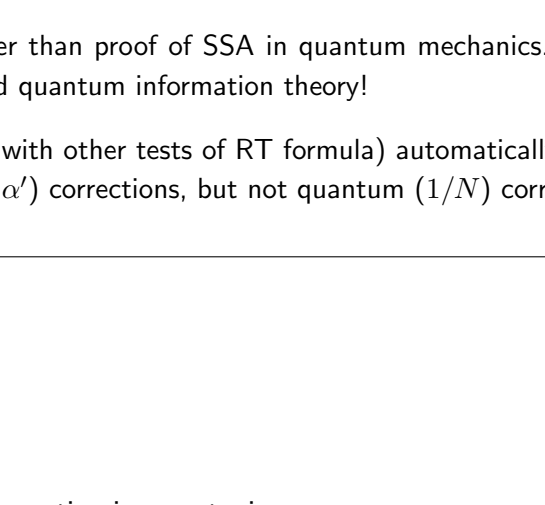 er than proof of SSA in quantum mechanics.
d quantum information theory!
with other tests of RT formula) automaticall
α′) corrections, but not quantum (1/N) corr